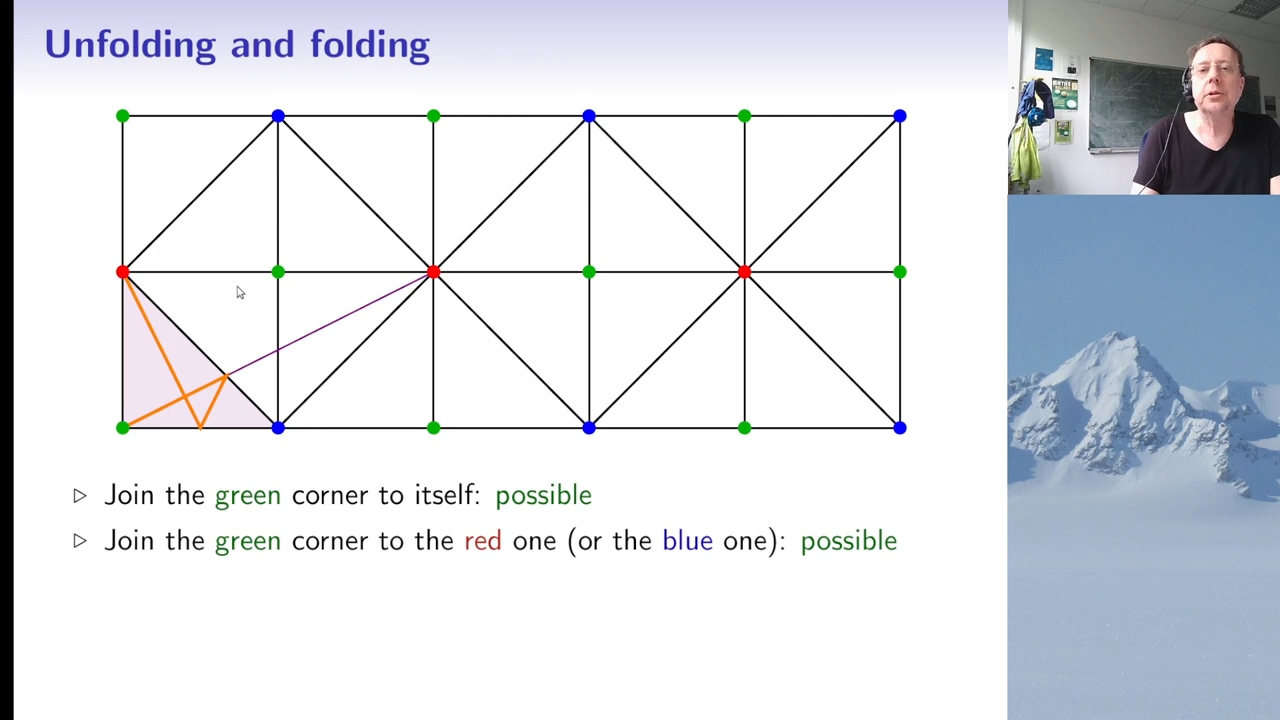 Unfolding and folding
▷ Join the green corner to itself: possible
▷ Join the green corner to the red one (or the blue one): possible